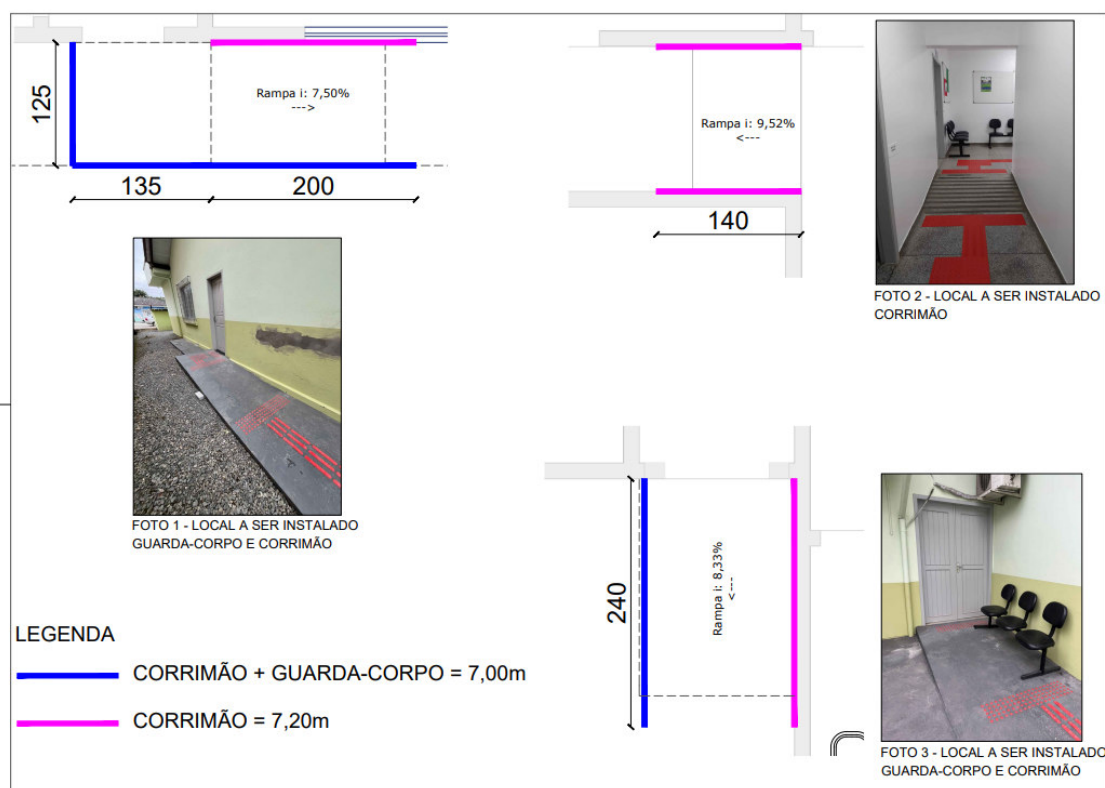 125
Rampa i: 7,50%
--->
135
200
Rampa i: 9,52%
<---
140
FOTO 2 - LOCAL A SER INSTALADO
CORRIMÃO
FOTO 1 - LOCAL A SER INSTALADO
GUARDA-CORPO E CORRIMÃO
240
Rampa i: 8,33%
<---
LEGENDA
CORRIMÃO + GUARDA-CORPO = 7,00m
CORRIMÃO = 7,20m
FOTO 3 - LOCAL A SER INSTALADO
GUARDA-CORPO E CORRIMÃO